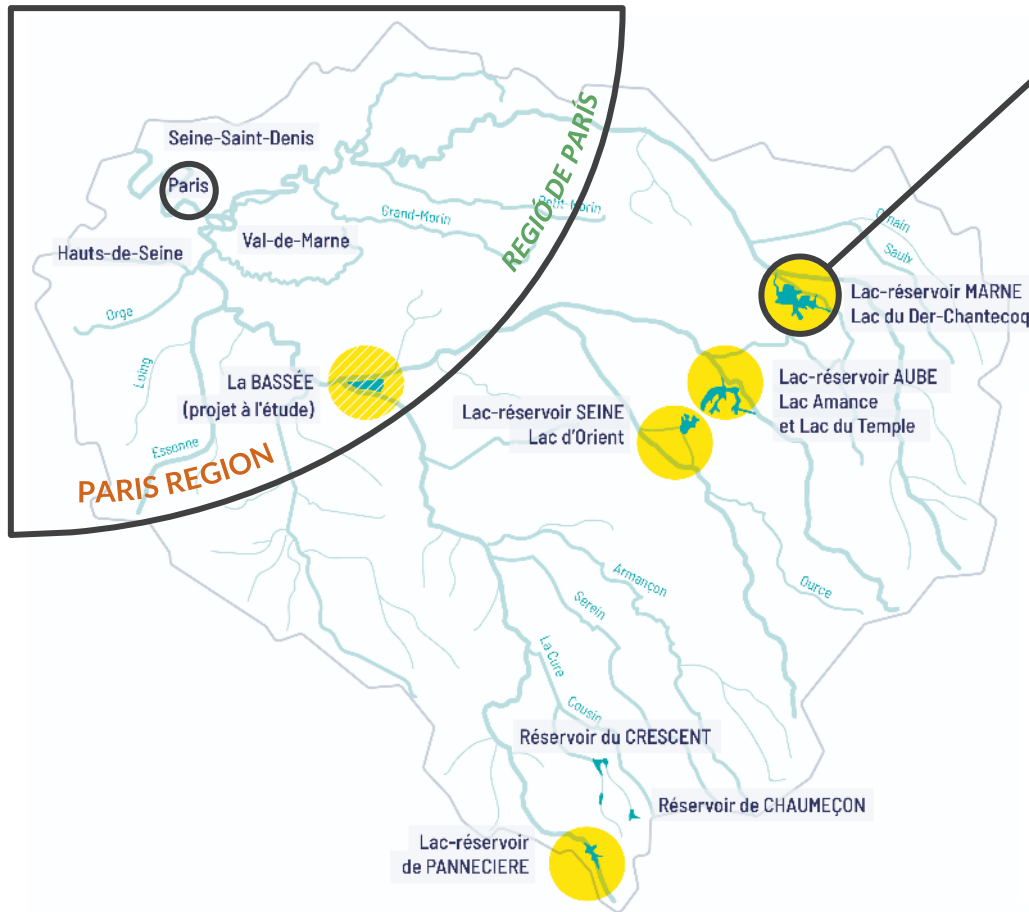 Seine-Saint-Denis
Paris
Hauts-de-Seine
Val-de-Marne
Grand-Morin
Petit-Morin
REGIÓ DE PARÍS
Ornain
Saulx
Orge
Loing
Essonne
La BASSÉE
(projet à l'étude)
PARIS REGION
Lac-réservoir MARNE
Lac du Der-Chantecoq
Lac-réservoir AUBE
Lac Amance
et Lac du Temple
Lac-réservoir SEINE
Lac d'Orient
Ource
Armançon
Serein
La Cure
Cousin
Réservoir du CRESCENT
Réservoir de CHAUMEÇON
Lac-réservoir
de PANNECIERE